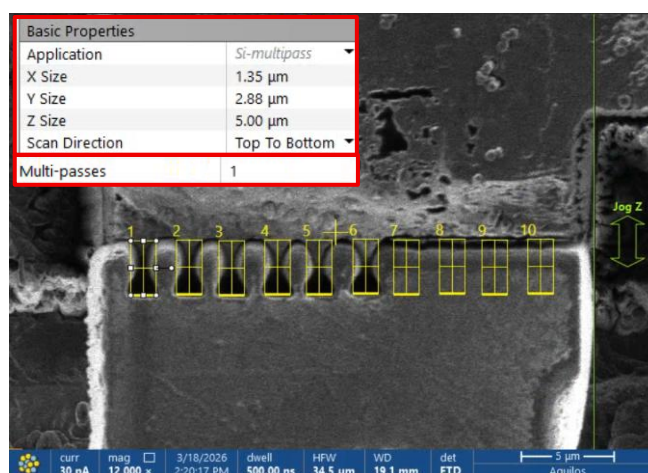 Basic Properties
Application Si-multipass
X Size 1.35 µm
Y Size 2.88 µm
Z Size 5.00 µm
Scan Direction Top To Bottom
Multi-passes 1
Jog Z
1 2 3 4 5 6 7 8 9 10
curr mag 3/18/2026 dwell HFW WD det 5 µm
30 nA 12 000 x 2:20:17 PM 500.00 ns 34.5 µm 19.1 mm ETD Aquilos